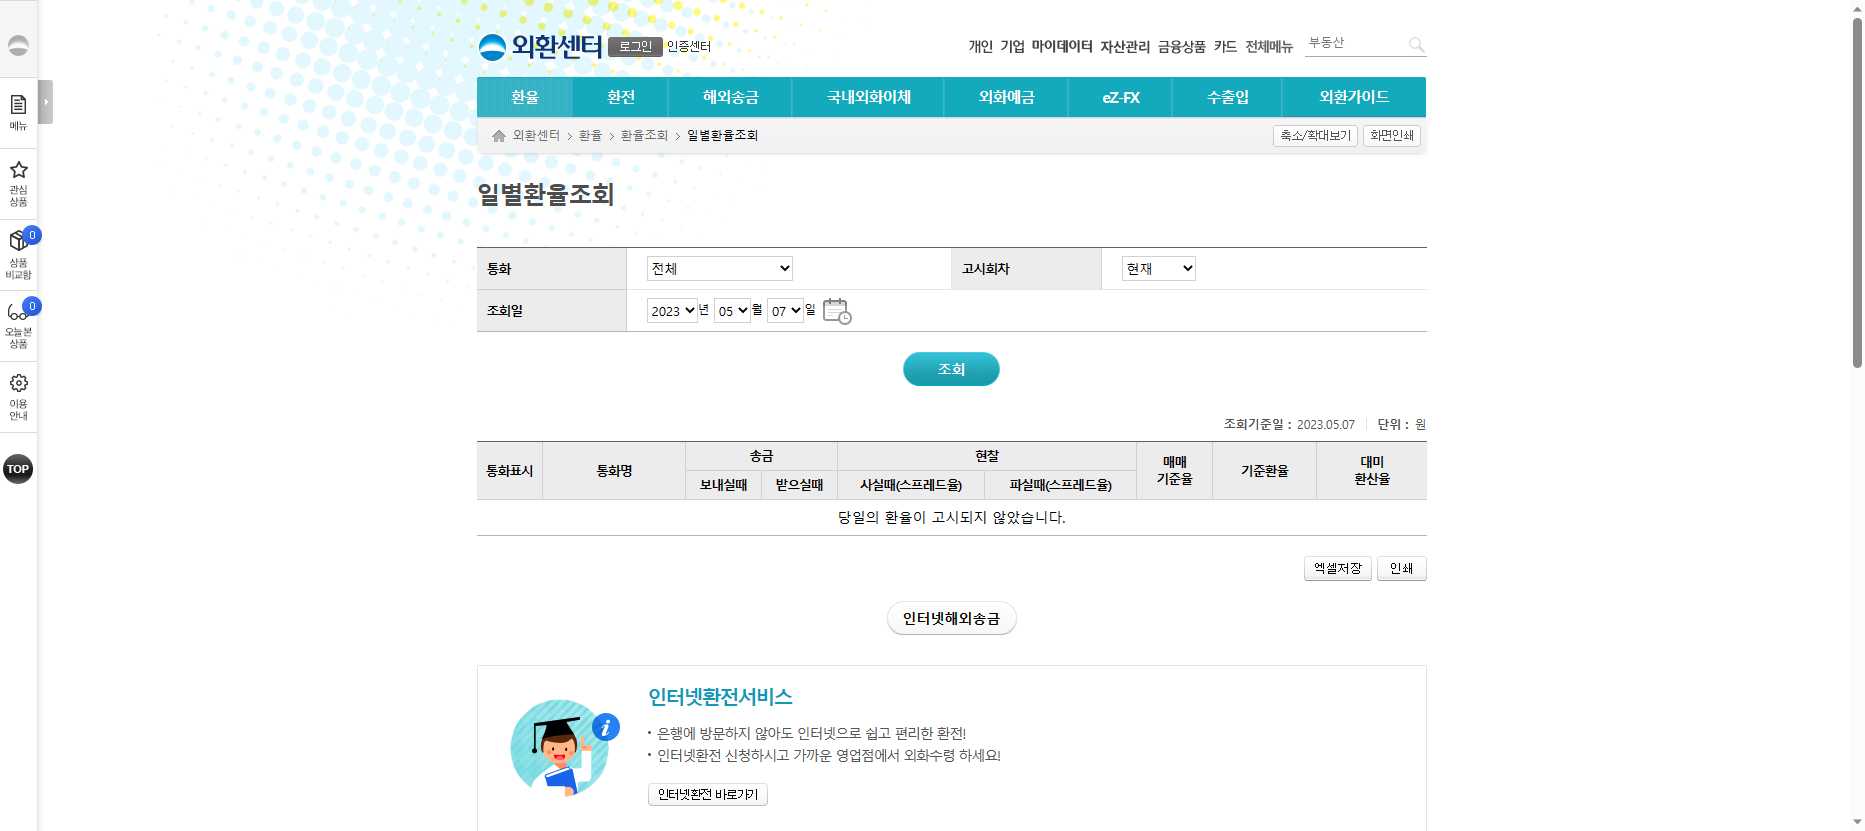 외환센터 로그인 인증센터
개인 기업 마이데이터 자산관리 금융상품 카드 전체메뉴 부동산
환율 환전 해외송금 국내외화이체 외화예금 eZ-FX 수출입 외환가이드
외환센터 > 환율 > 환율조회 > 일별환율조회
축소/확대보기 화면인쇄
메뉴
관심
상품
0
상품
비교함
0
오늘본
상품
이용
안내
TOP
일별환율조회
통화 전체 고시회차 현재
조회일 2023 년 05 월 07 일
조회
조회기준일 : 2023.05.07 단위 : 원
통화표시 통화명 송금 현찰 매매 기준율 기준환율 대미 환산율
보내실때 받으실때 사실때(스프레드율) 파실때(스프레드율)
당일의 환율이 고시되지 않았습니다.
엑셀저장 인쇄
인터넷해외송금
i
인터넷환전서비스
· 은행에 방문하지 않아도 인터넷으로 쉽고 편리한 환전!
· 인터넷환전 신청하시고 가까운 영업점에서 외화수령 하세요!
인터넷환전 바로가기